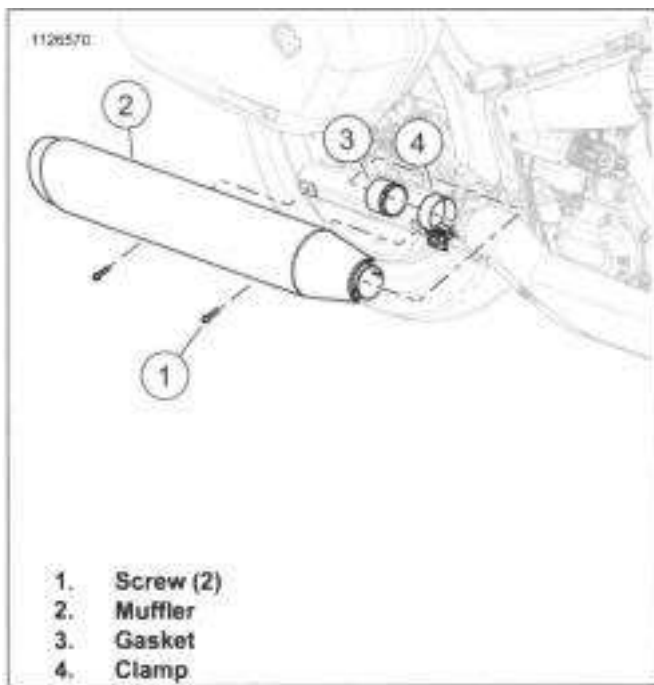 1126570
2
3
4
1
1. Screw (2)
2. Muffler
3. Gasket
4. Clamp